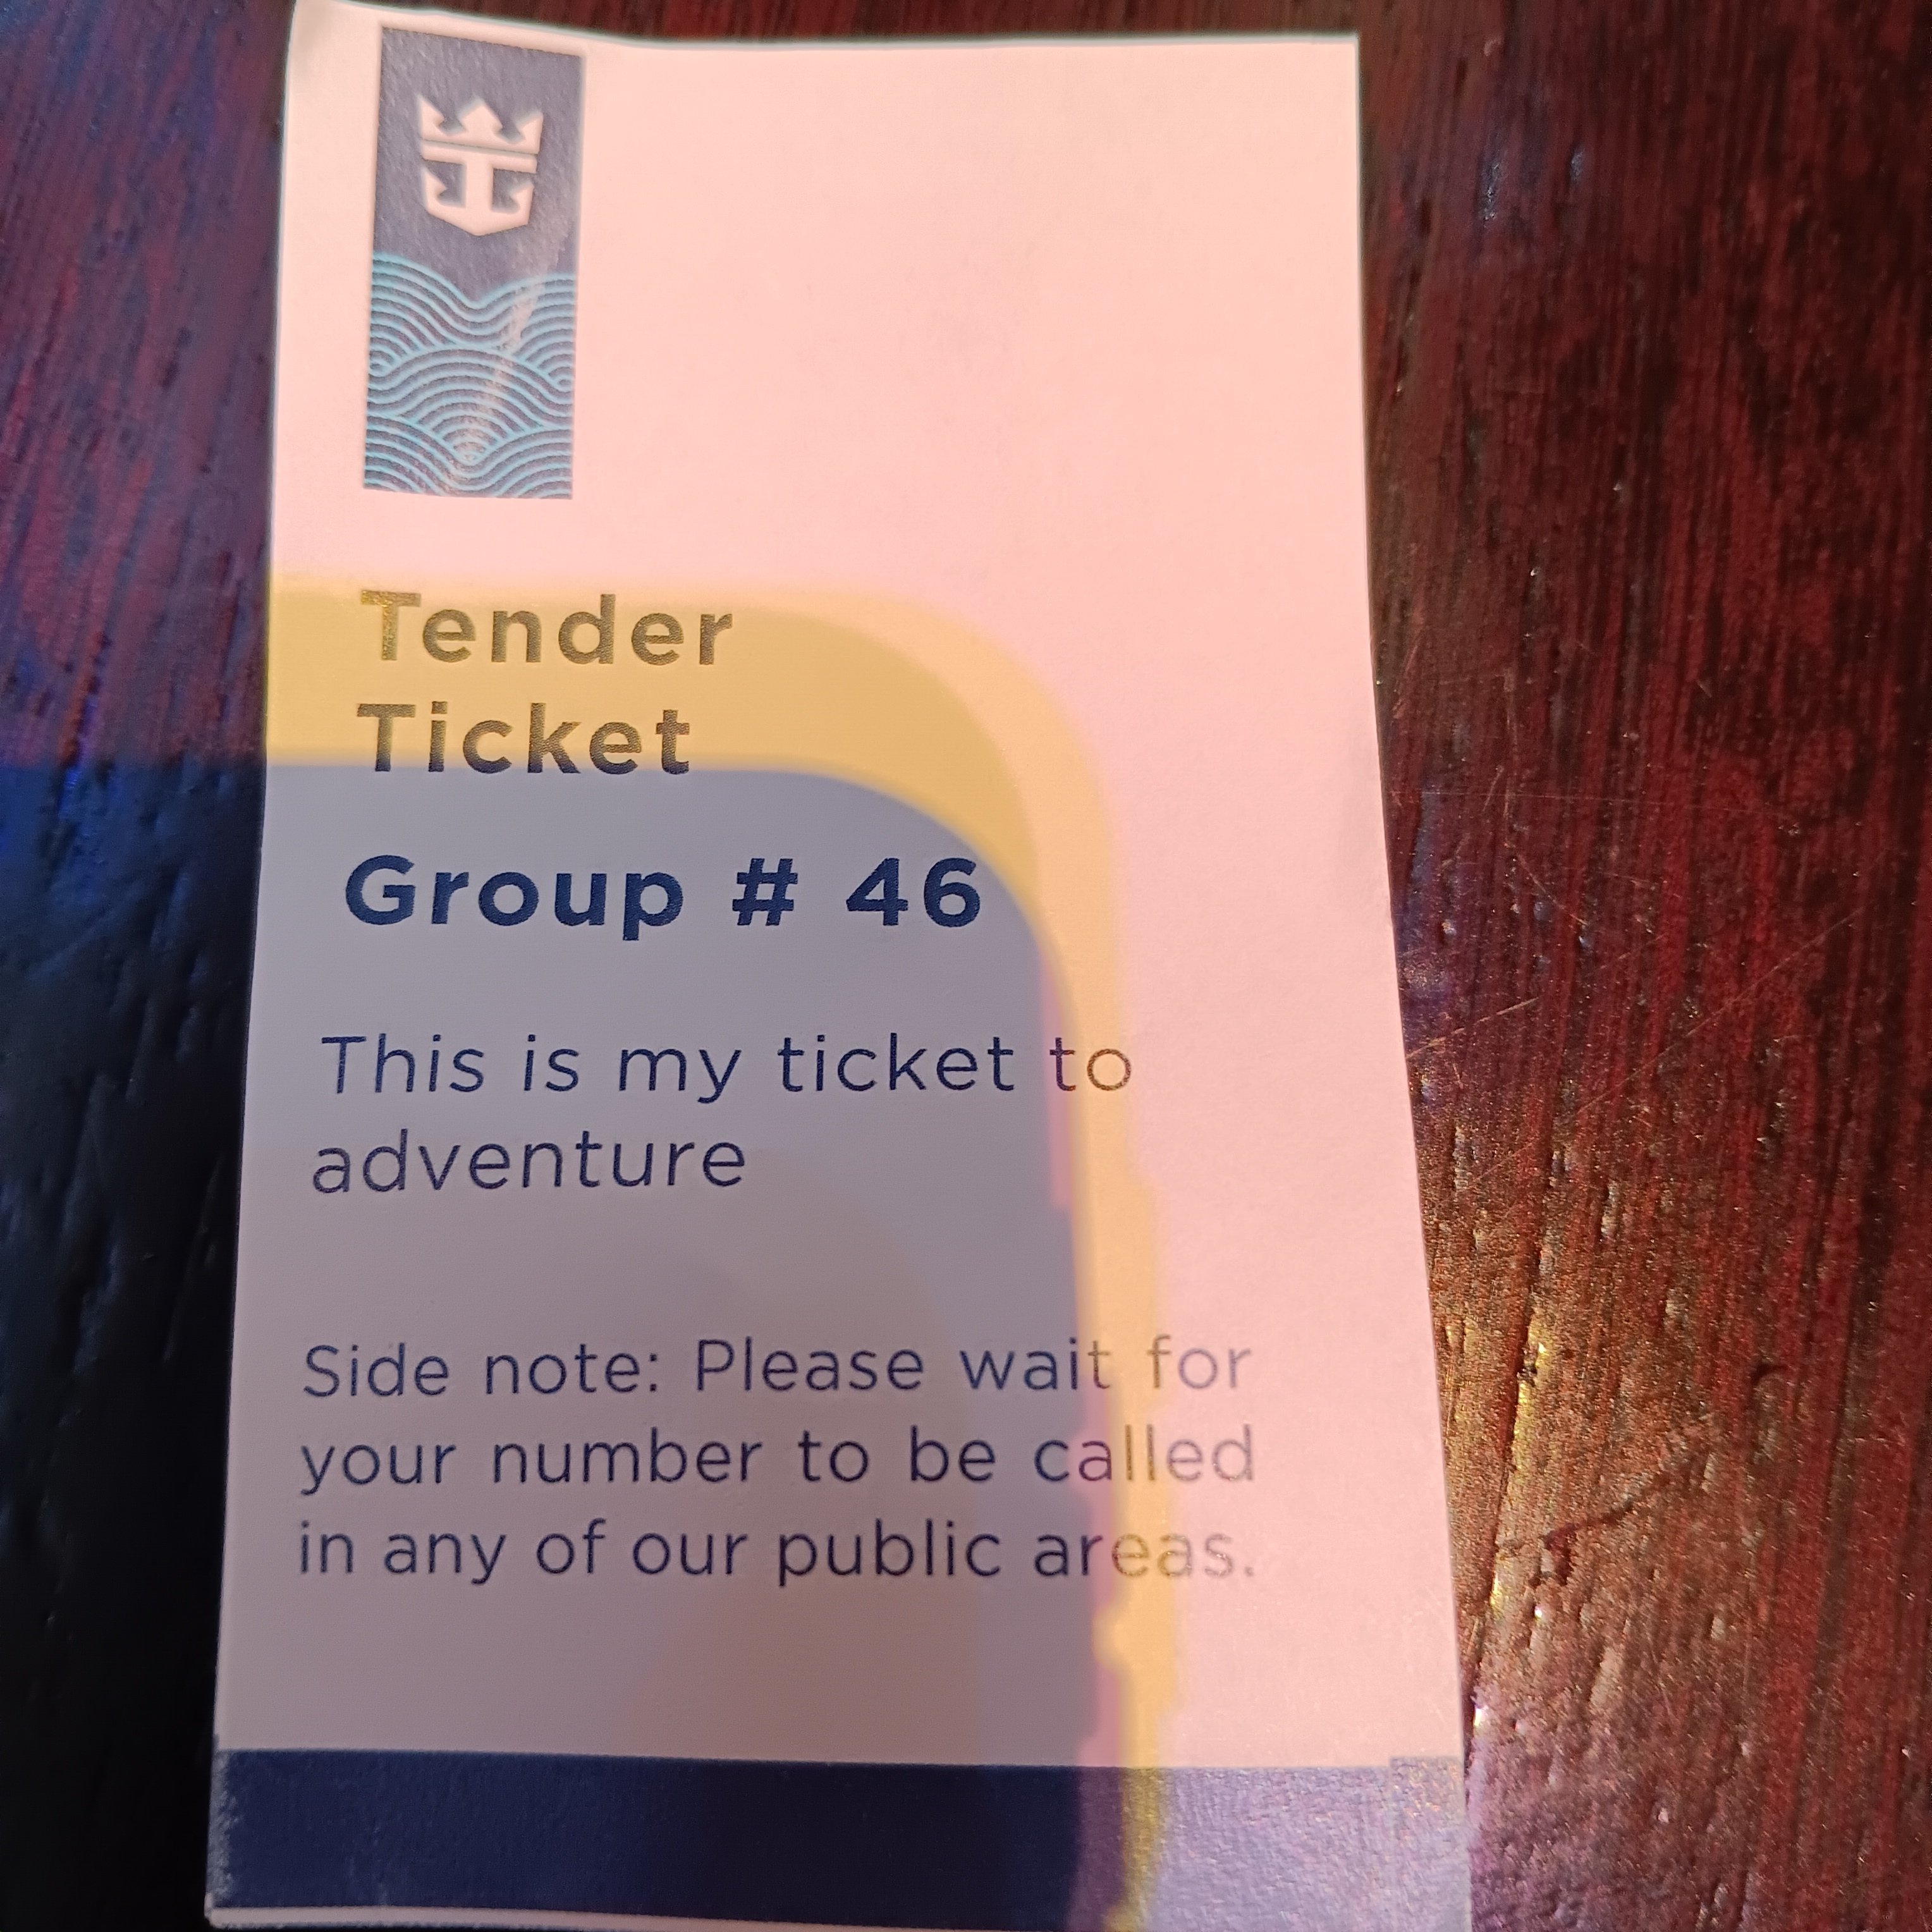 Tender
Ticket
Group # 46
This is my ticket to
adventure
Side note: Please wait for
your number to be called
in any of our public areas.